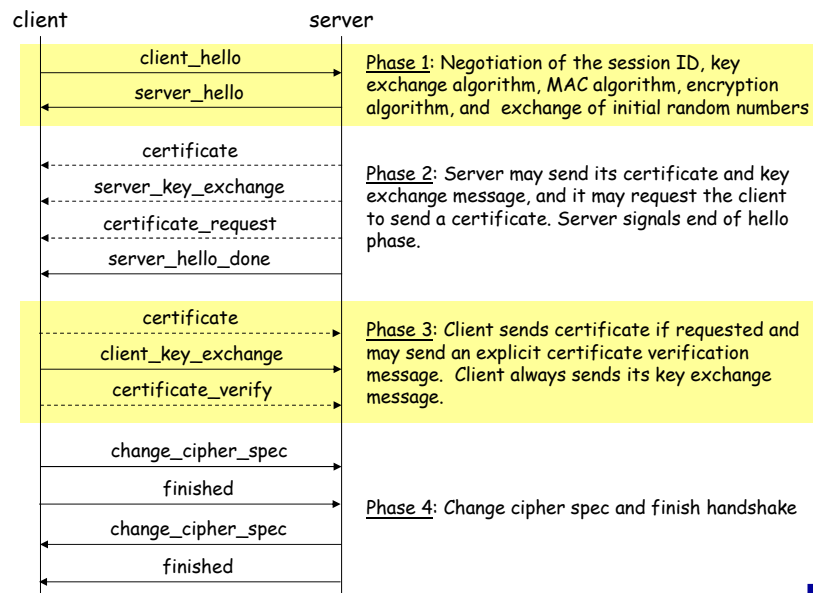 client
server
client_hello
server_hello
Phase 1: Negotiation of the session ID, key
exchange algorithm, MAC algorithm, encryption
algorithm, and exchange of initial random numbers
certificate
server_key_exchange
certificate_request
server_hello_done
Phase 2: Server may send its certificate and key
exchange message, and it may request the client
to send a certificate. Server signals end of hello
phase.
certificate
client_key_exchange
certificate_verify
Phase 3: Client sends certificate if requested and
may send an explicit certificate verification
message. Client always sends its key exchange
message.
change_cipher_spec
finished
change_cipher_spec
finished
Phase 4: Change cipher spec and finish handshake